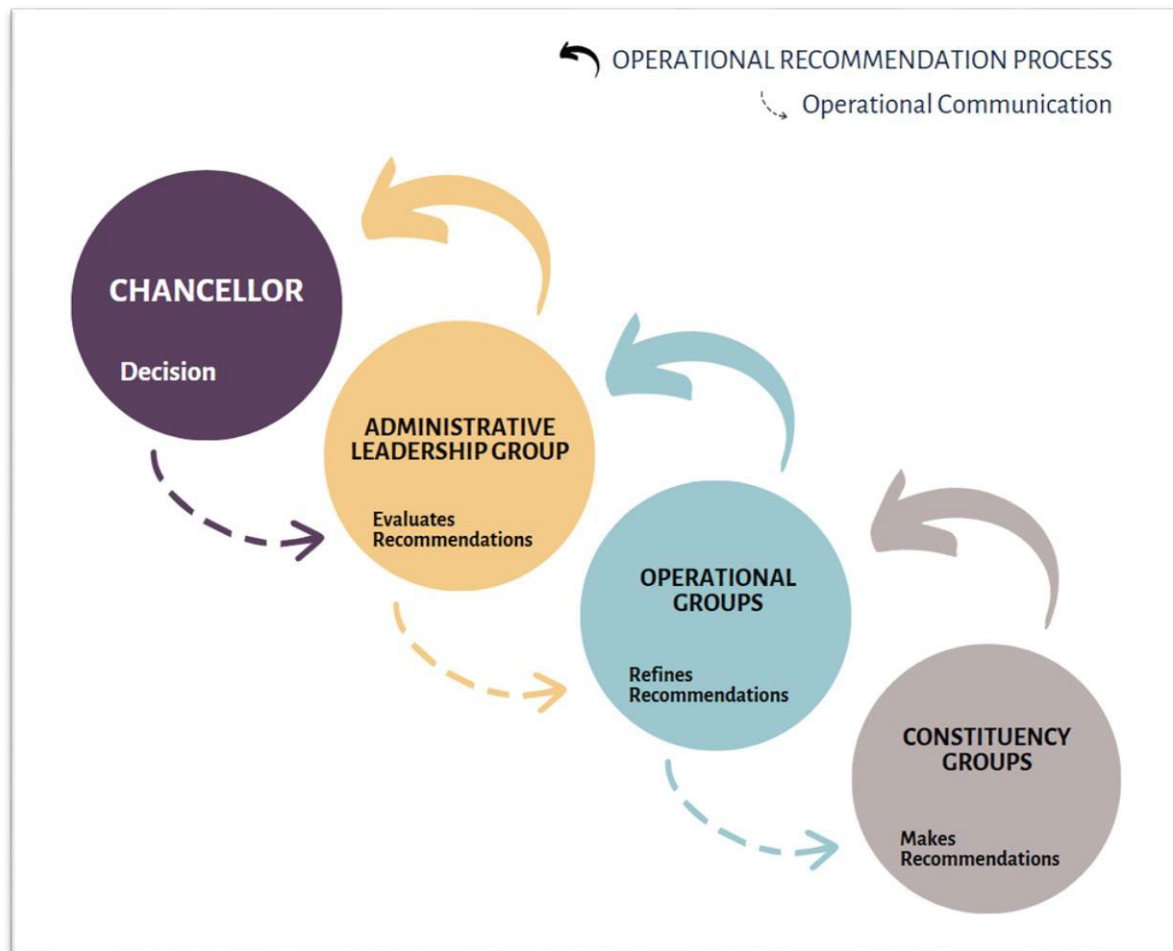 OPERATIONAL RECOMMENDATION PROCESS
Operational Communication
CHANCELLOR
Decision
ADMINISTRATIVE
LEADERSHIP GROUP
Evaluates
Recommendations
OPERATIONAL
GROUPS
Refines
Recommendations
CONSTITUENCY
GROUPS
Makes
Recommendations